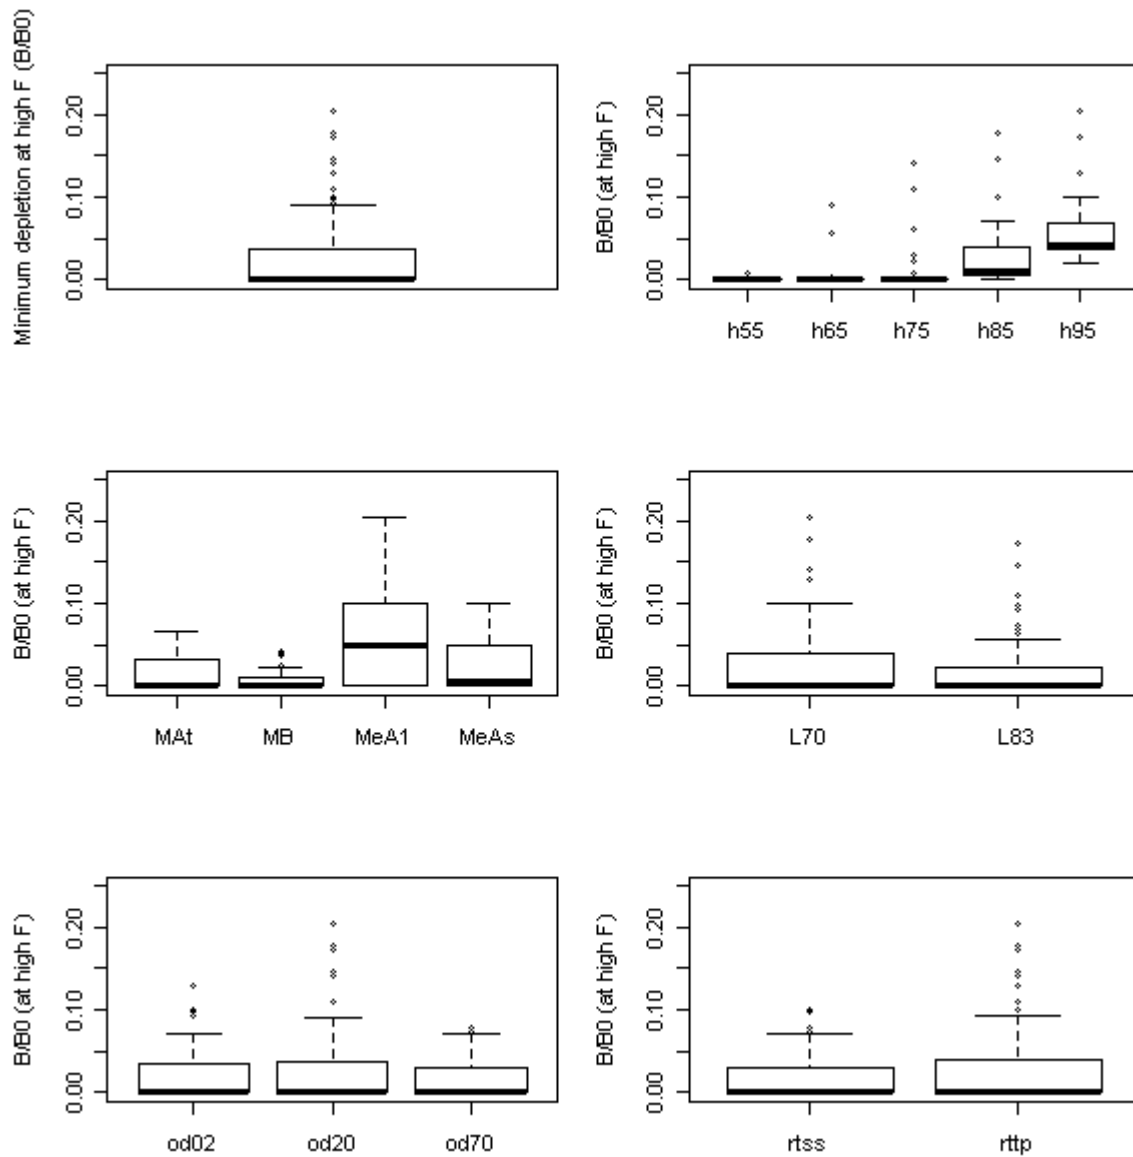 Minimum depletion at high F (B/B0)
0.00 0.10 0.20
B/B0 (at high F)
0.00 0.10 0.20
h55 h65 h75 h85 h95
B/B0 (at high F)
0.00 0.10 0.20
MAt MB MeA1 MeAs
B/B0 (at high F)
0.00 0.10 0.20
L70 L83
B/B0 (at high F)
0.00 0.10 0.20
od02 od20 od70
B/B0 (at high F)
0.00 0.10 0.20
rtss rttp